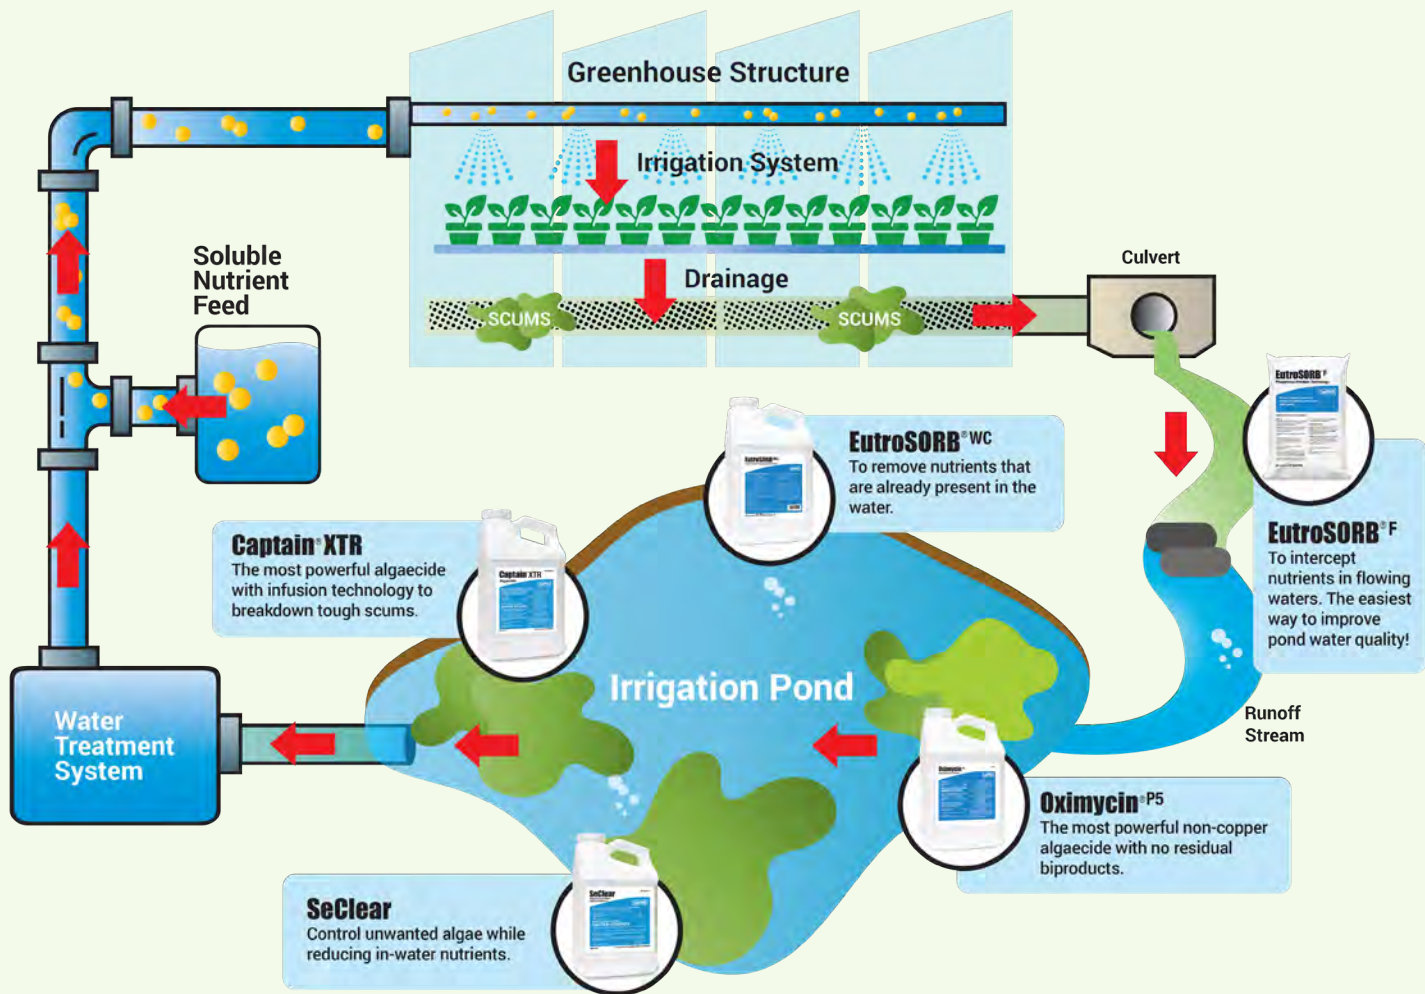 Greenhouse Structure
Irrigation System
Soluble
Nutrient
Feed
Drainage
Culvert
SCUMS
SCUMS
EutroSORB® F
EutroSORB® WC
To remove nutrients that
are already present in the
water.
EutroSORB® F
To intercept
nutrients in flowing
waters. The easiest
way to improve
pond water quality!
Captain® XTR
The most powerful algaecide
with infusion technology to
breakdown tough scums.
Captain XTR
Irrigation Pond
Water
Treatment
System
Runoff
Stream
Oximycin® P5
The most powerful non-copper
algaecide with no residual
biproducts.
SeClear
Control unwanted algae while
reducing in-water nutrients.
SeClear